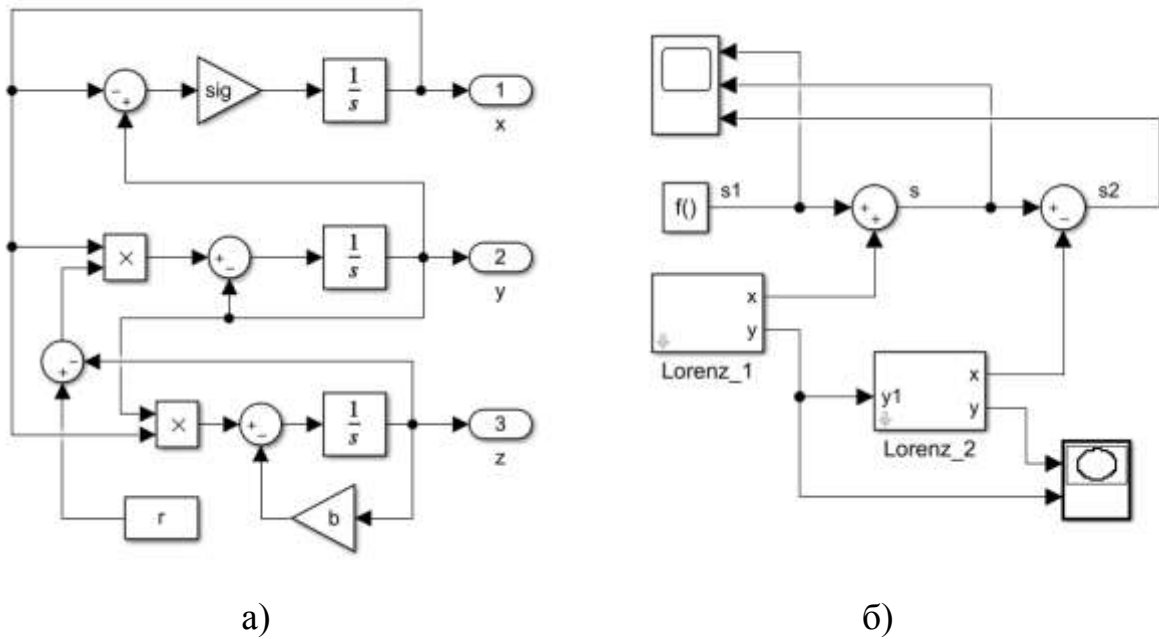 sig
1
s
1
x
×
+
−
1
s
2
y
r
×
+
−
1
s
3
z
b
f()
s1
s
s2
x
y
Lorenz_1
y1
x
y
Lorenz_2
а)
б)